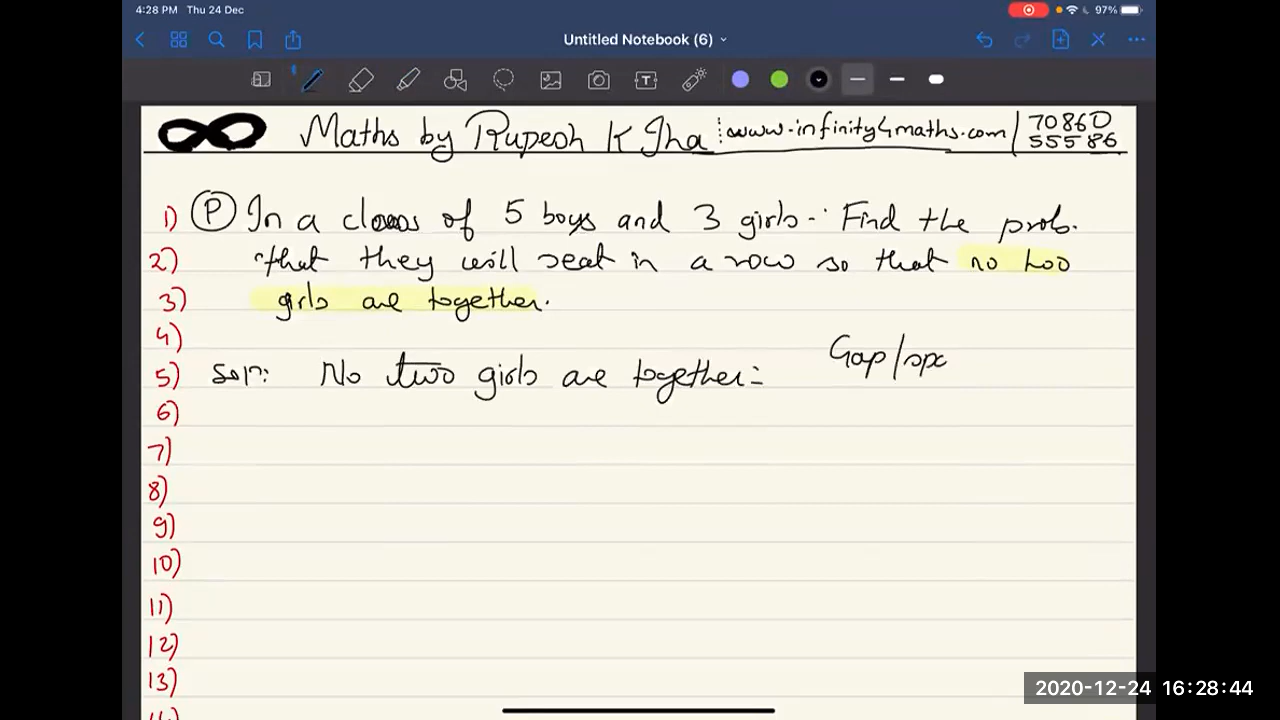 4:28 PM Thu 24 Dec
97%
Untitled Notebook (6)
Maths by Rupesh K Jha www.infinity4maths.com 70860
55586
1) P In a class of 5 boys and 3 girls. Find the prob.
2) that they will seat in a row so that no two
3) girls are together.
4)
5) Soln: No two girls are together: Gap/spc
6)
7)
8)
9)
10)
11)
12)
13)
2020-12-24 16:28:44